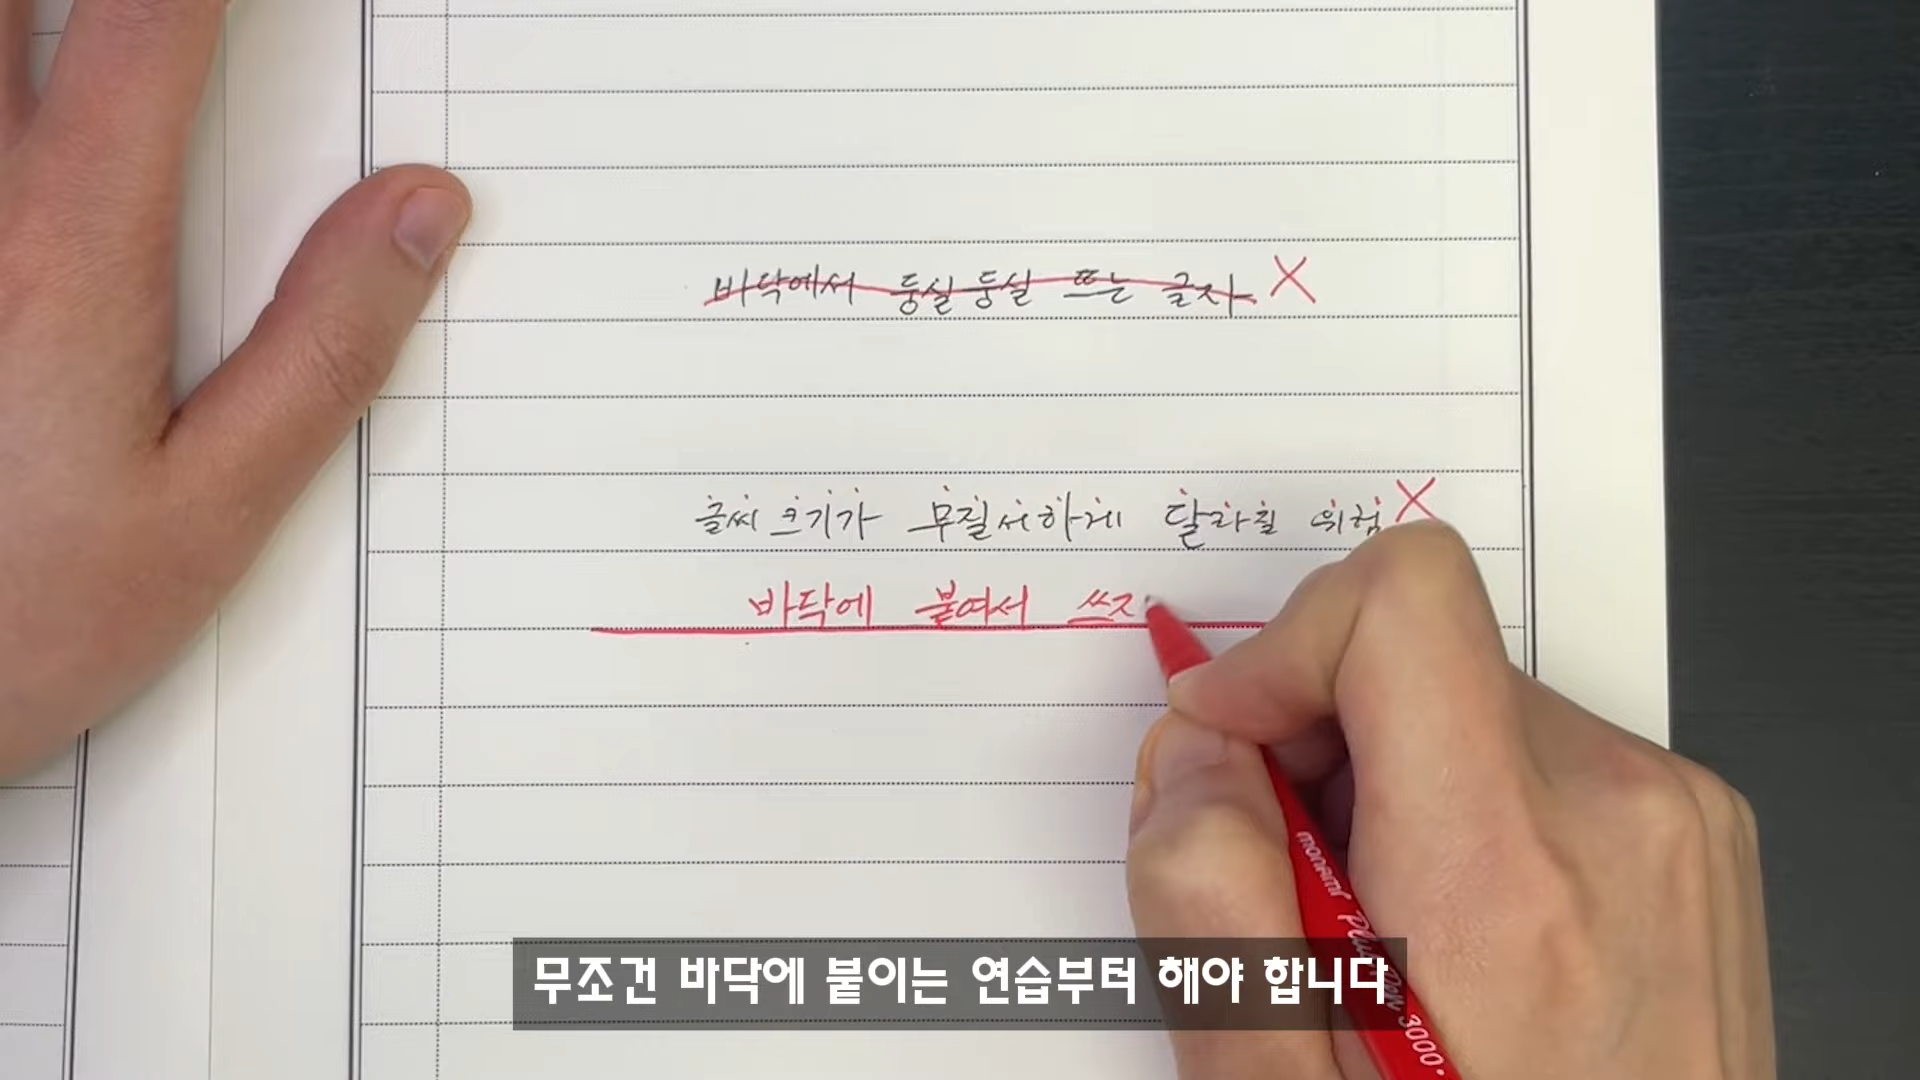 바닥에서 둥실둥실 뜨는 글자 X
글씨 크기가 무질서하게 달라질 위험 X
바닥에 붙여서 쓰자
monami Plus Pen 3000.
무조건 바닥에 붙이는 연습부터 해야 합니다